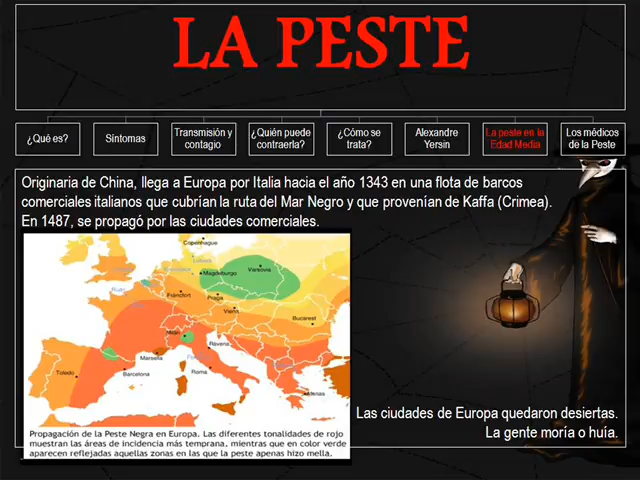 LA PESTE
¿Qué es?
Síntomas
Transmisión y
contagio
¿Quién puede
contraerla?
¿Cómo se
trata?
Alexandre
Yersin
La peste en la
Edad Media
Los médicos
de la Peste
Originaria de China, llega a Europa por Italia hacia el año 1343 en una flota de barcos
comerciales italianos que cubrían la ruta del Mar Negro y que provenían de Kaffa (Crimea).
En 1487, se propagó por las ciudades comerciales.
Copenhague
Magdeburgo
Varsovia
Francfort
Praga
Viena
Bucarest
Milán
Ravena
Marsella
Roma
Toledo
Barcelona
Atenas
Propagación de la Peste Negra en Europa. Las diferentes tonalidades de rojo
muestran las áreas de incidencia más temprana, mientras que en color verde
aparecen reflejadas aquellas zonas en las que la peste apenas hizo mella.
Las ciudades de Europa quedaron desiertas.
La gente moría o huía.